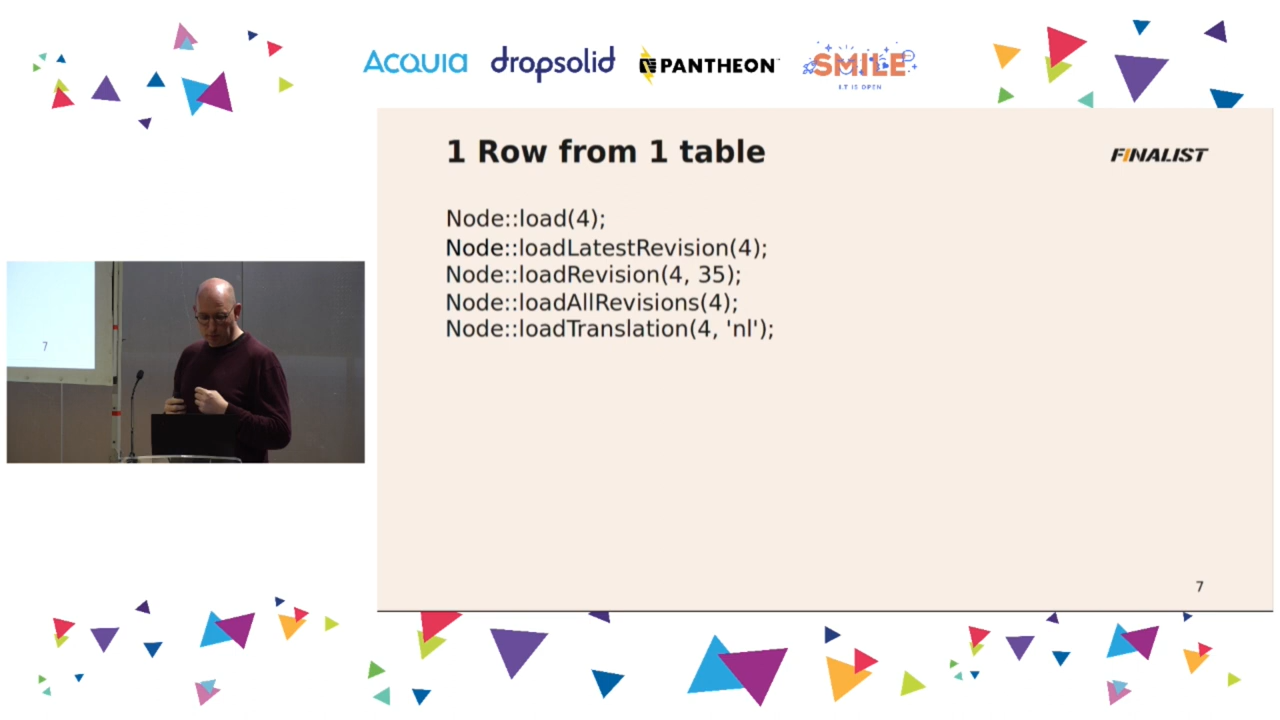 ACQUIA dropsolid PANTHEON SMILE
I.T IS OPEN
1 Row from 1 table
FINALIST
Node::load(4);
Node::loadLatestRevision(4);
Node::loadRevision(4, 35);
Node::loadAllRevisions(4);
Node::loadTranslation(4, 'nl');
7
7